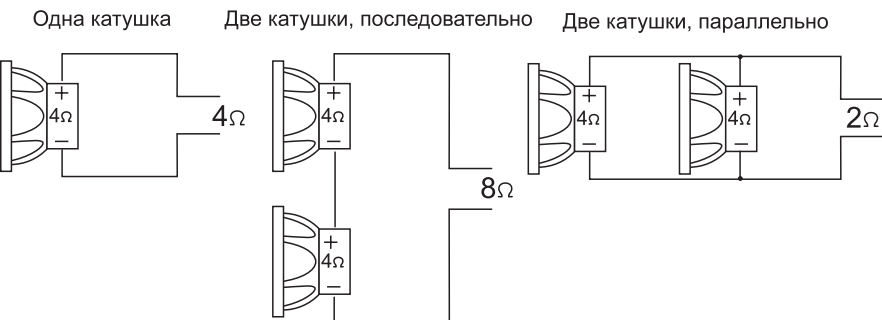 Одна катушка
+
4Ω
−
4Ω
Две катушки, последовательно
+
4Ω
−
8Ω
+
4Ω
−
Две катушки, параллельно
+
4Ω
−
+
4Ω
−
2Ω